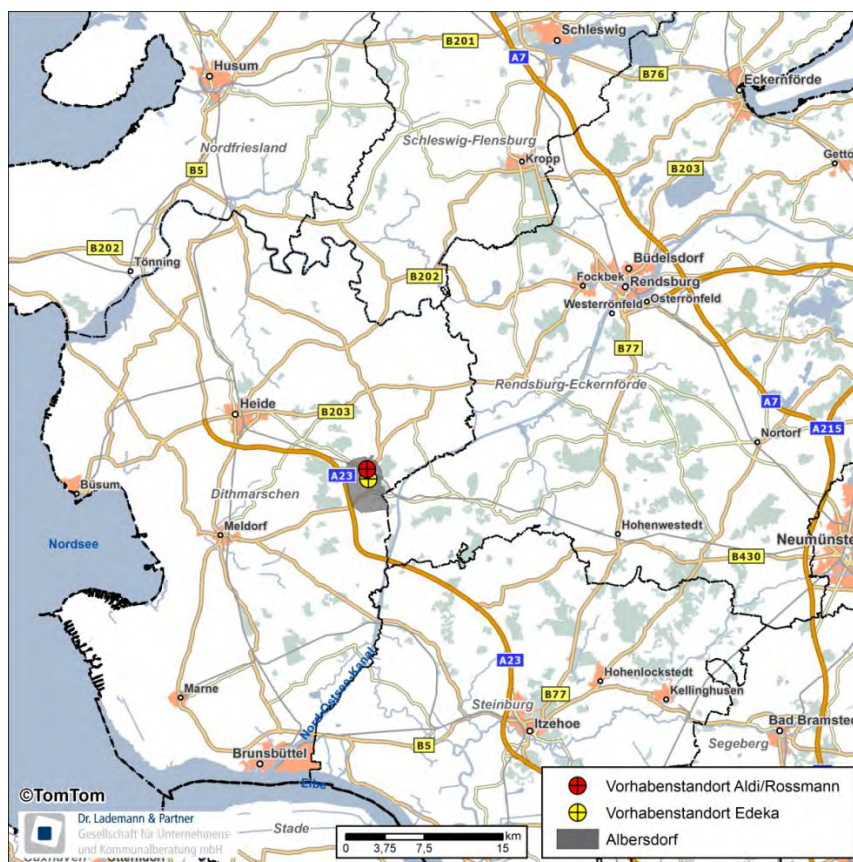 Schleswig
B201
A7
Husum
B76
Eckernförde
Nordfriesland
Schleswig-Flensburg
Kropp
B203
Getto
B5
B202
Tönning
B202
Büdelsdorf
Fockbek
Rendsburg
Westerrönfeld
Osterrönfeld
B77
Rendsburg-Eckernförde
A7
Heide
B203
Nortorf
A215
A23
Büsum
Dithmarschen
Meldorf
Hohenwestedt
Nordsee
Neumünste
B430
Nord-Ostsee-Kanal
A23
Hohenlockstedt
B77
Marne
Steinburg
Kellinghusen
Itzehoe
Bad Bramste
Segeberg
Brunsbüttel
B5
Elbe
©TomTom
Vorhabenstandort Aldi/Rossmann
Vorhabenstandort Edeka
Albersdorf
Dr. Lademann & Partner
Gesellschaft für Unternehmens-
und Kommunalberatung mbH
Stade
km
0 3,75 7,5 15